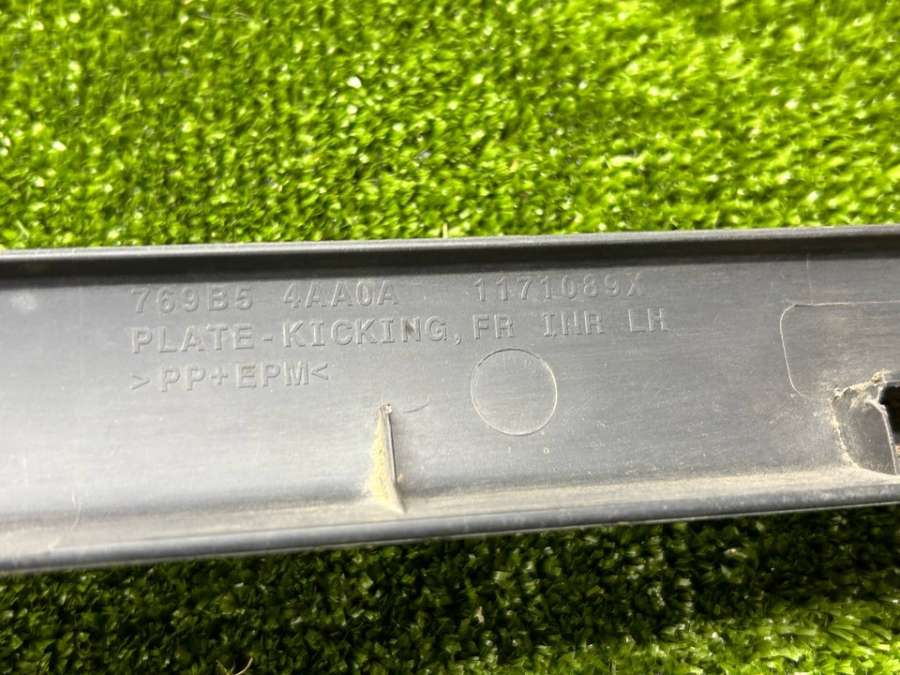 769B5 4AA0A 1171089X
PLATE-KICKING, FR INR LH
>PP+EPM<